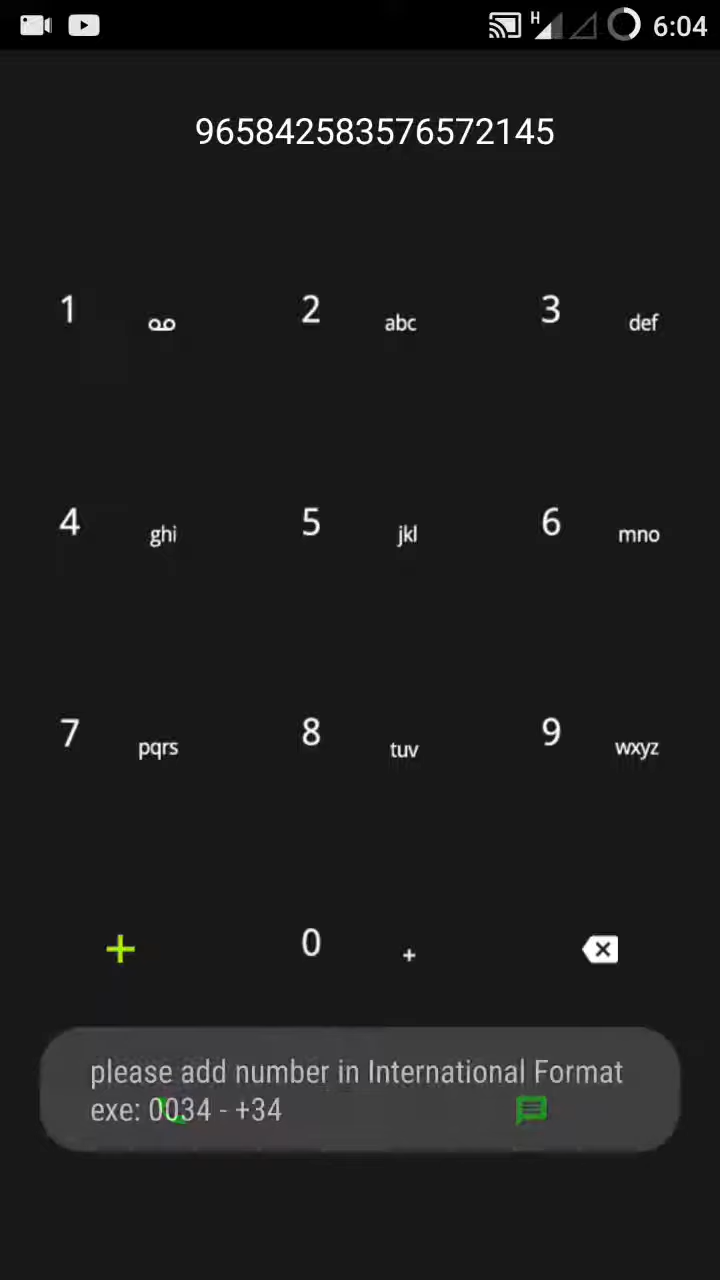 H 6:04
965842583576572145
1 2 abc 3 def
4 ghi 5 jkl 6 mno
7 pqrs 8 tuv 9 wxyz
+ 0 +
please add number in International Format
exe: 0034 - +34